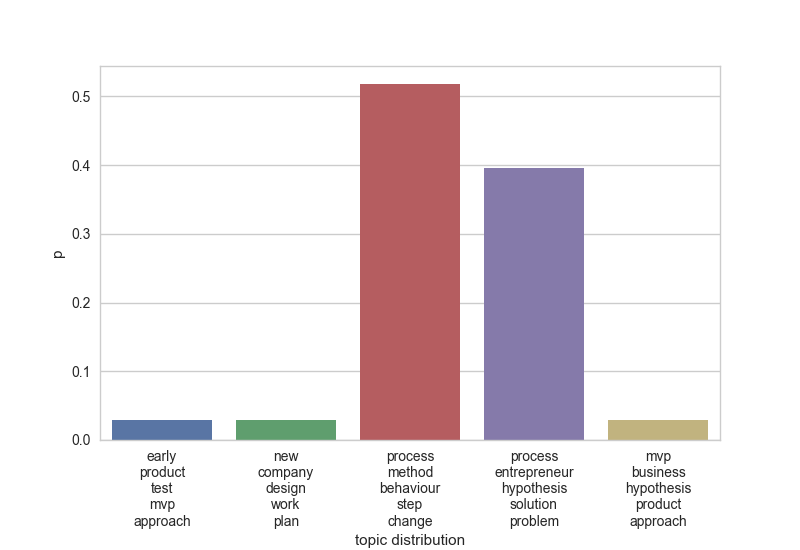 0.5
0.4
0.3
0.2
0.1
0.0
p
early
product
test
mvp
approach
new
company
design
work
plan
process
method
behaviour
step
change
process
entrepreneur
hypothesis
solution
problem
mvp
business
hypothesis
product
approach
topic distribution